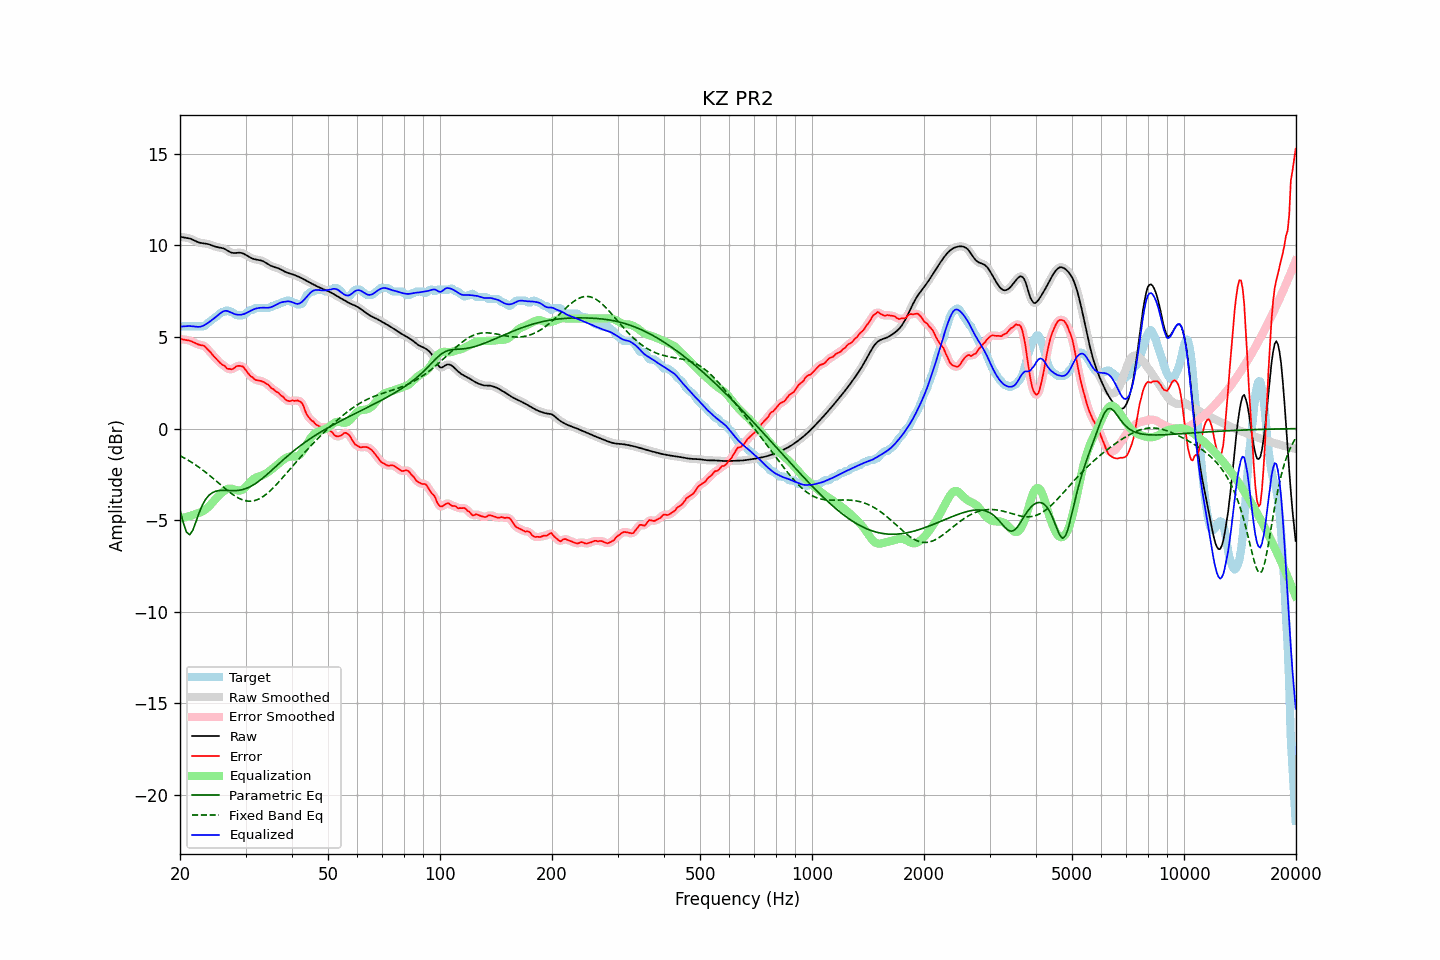 KZ PR2
15
10
5
0
−5
−10
−15
−20
Amplitude (dBr)
Target
Raw Smoothed
Error Smoothed
Raw
Error
Equalization
Parametric Eq
Fixed Band Eq
Equalized
20 50 100 200 500 1000 2000 5000 10000 20000
Frequency (Hz)